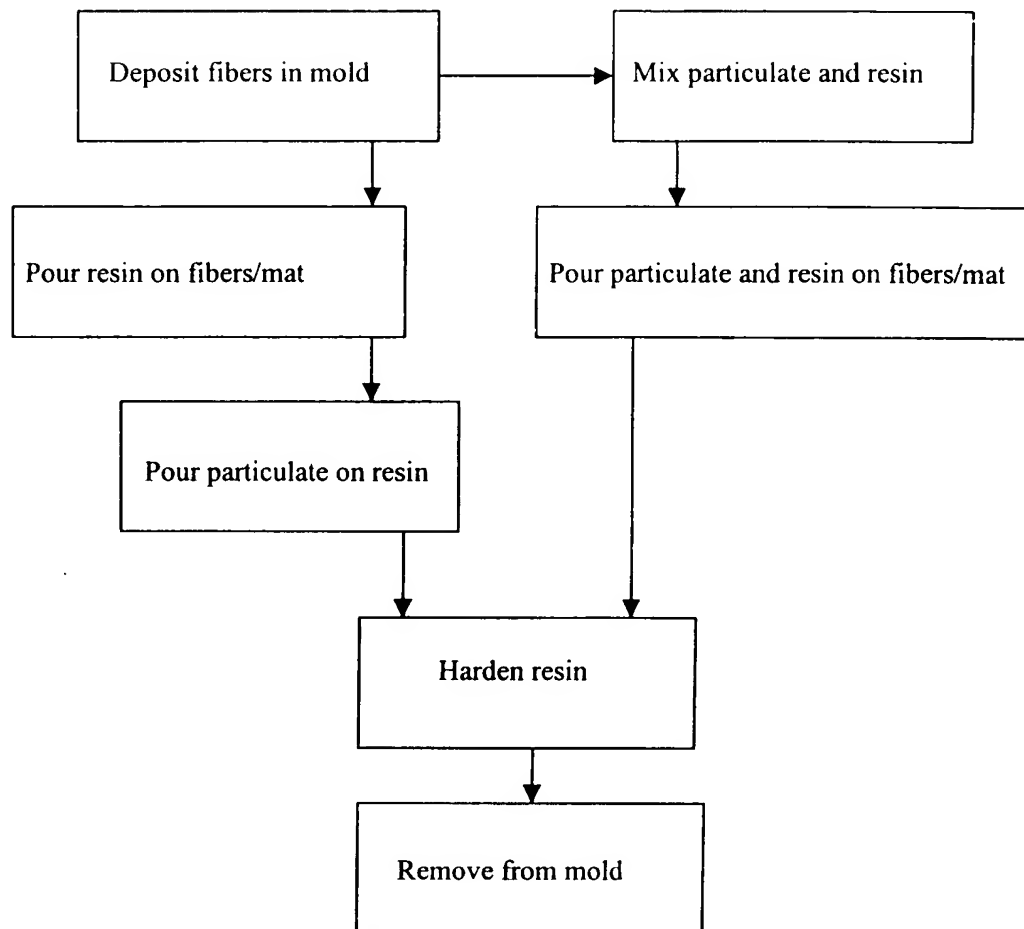 Deposit fibers in mold
Mix particulate and resin
Pour resin on fibers/mat
Pour particulate and resin on fibers/mat
Pour particulate on resin
Harden resin
Remove from mold